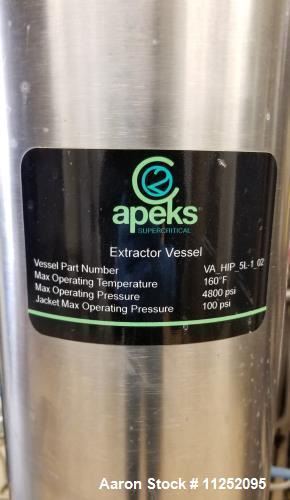 C2
apeks
SUPERCRITICAL
Extractor Vessel
Vessel Part Number VA_HIP_5L-1_02
Max Operating Temperature 160°F
Max Operating Pressure 4800 psi
Jacket Max Operating Pressure 100 psi
Aaron Stock # 11252095